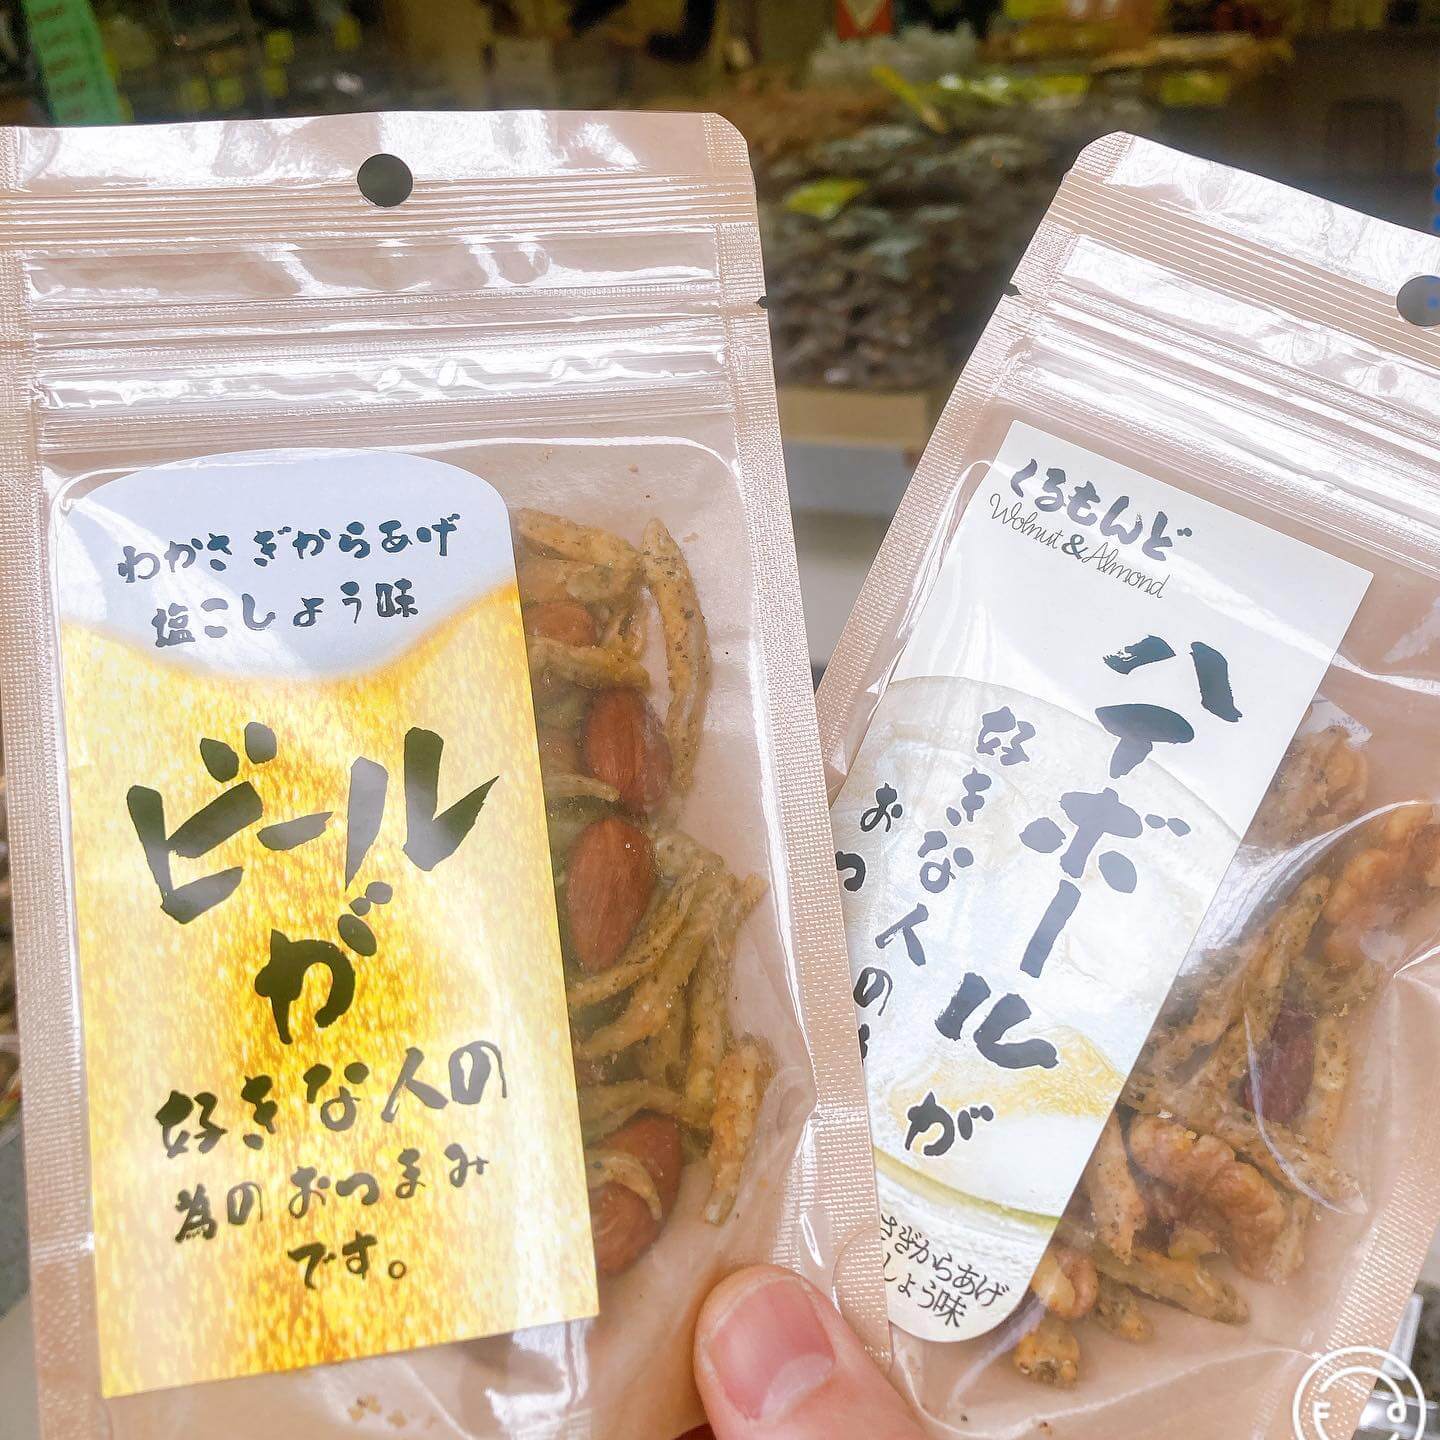 わかさぎからあげ
塩こしょう味
ビール
が
好きな人の
為のおつまみ
です。
くるもんど
Wolnut & Almond
ハイボールが
好きな人の
おつ
さぎからあげ
しょう味
F